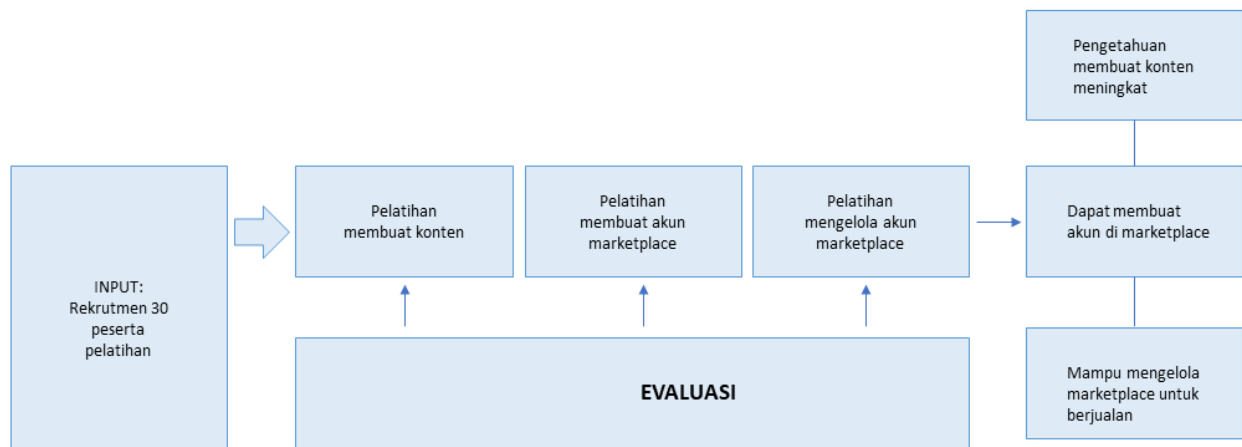 INPUT:
Rekrutmen 30
peserta
pelatihan
Pelatihan
membuat konten
Pelatihan
membuat akun
marketplace
Pelatihan
mengelola akun
marketplace
EVALUASI
Pengetahuan
membuat konten
meningkat
Dapat membuat
akun di marketplace
Mampu mengelola
marketplace untuk
berjualan